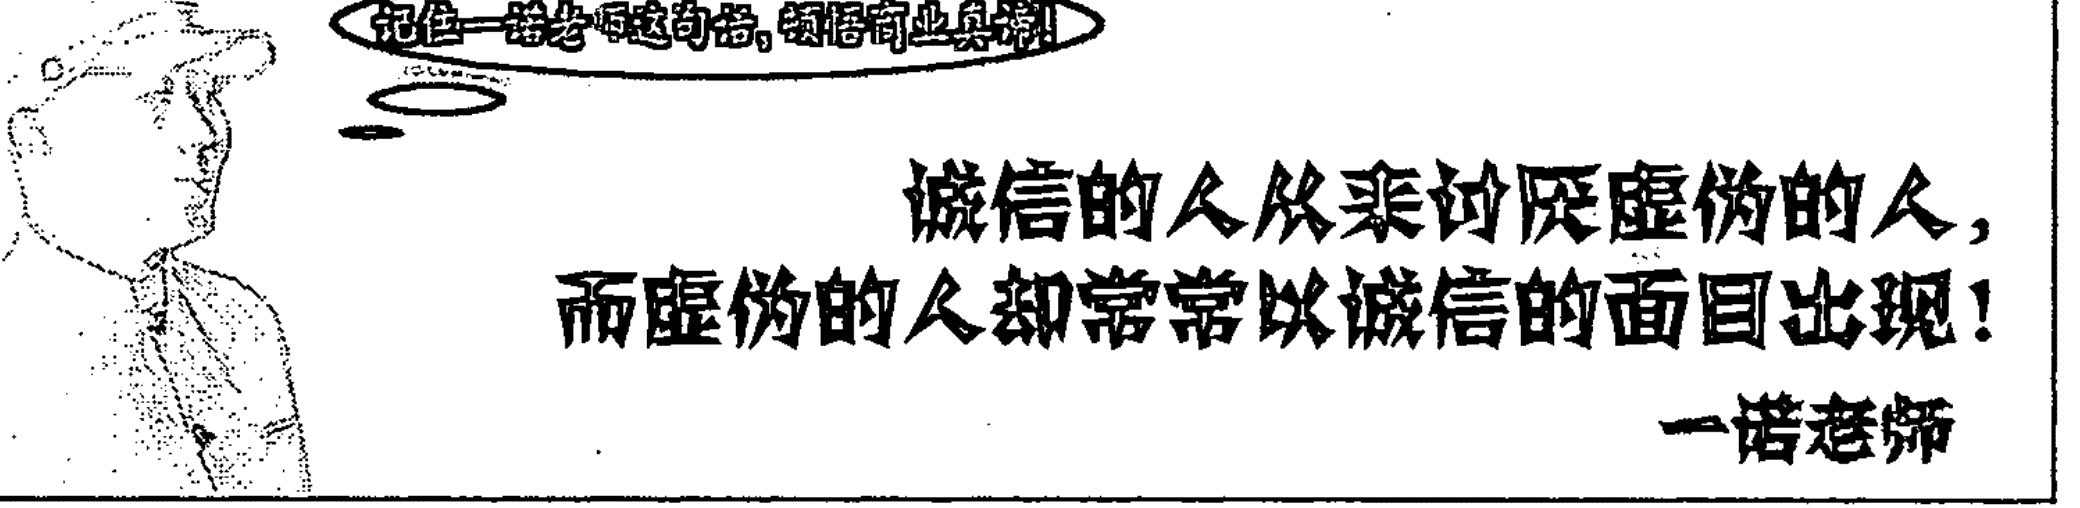 记住一诺老师这句话，领悟商业真谛！
诚信的人从来讨厌虚伪的人，
而虚伪的人却常常以诚信的面目出现！
一诺老师